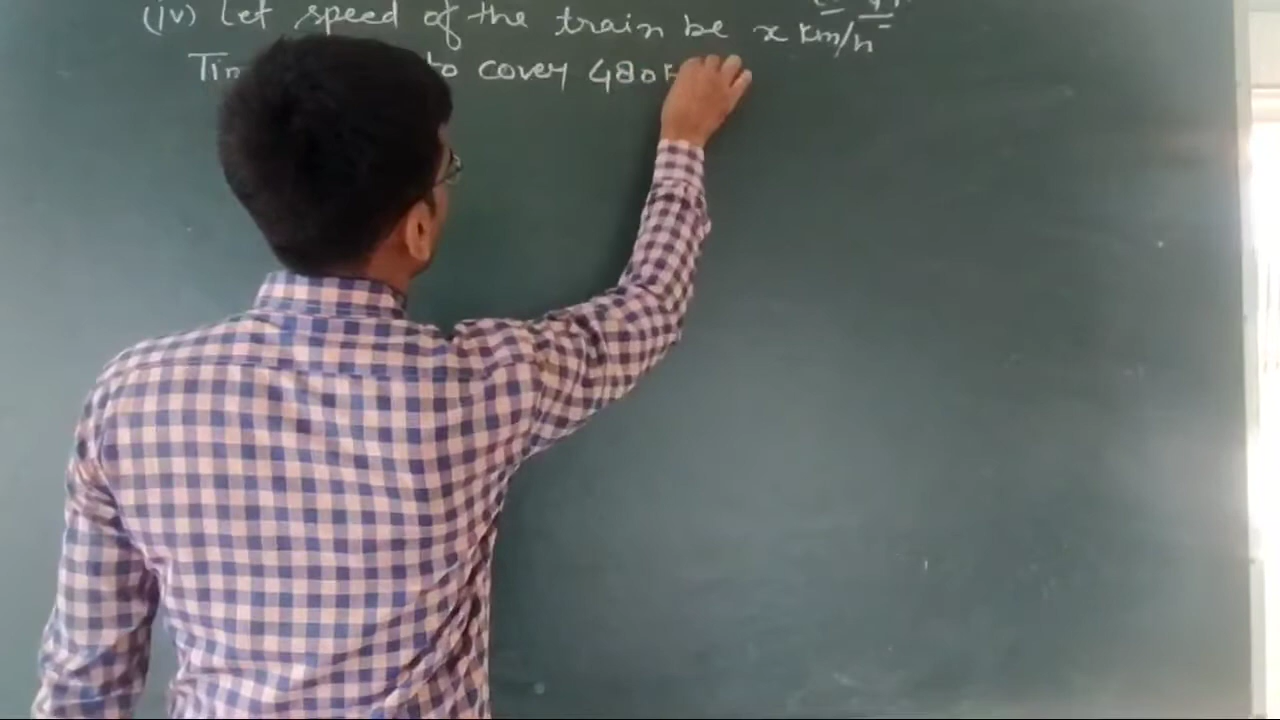 (iv) Let speed of the train be x km/h
to cover 480